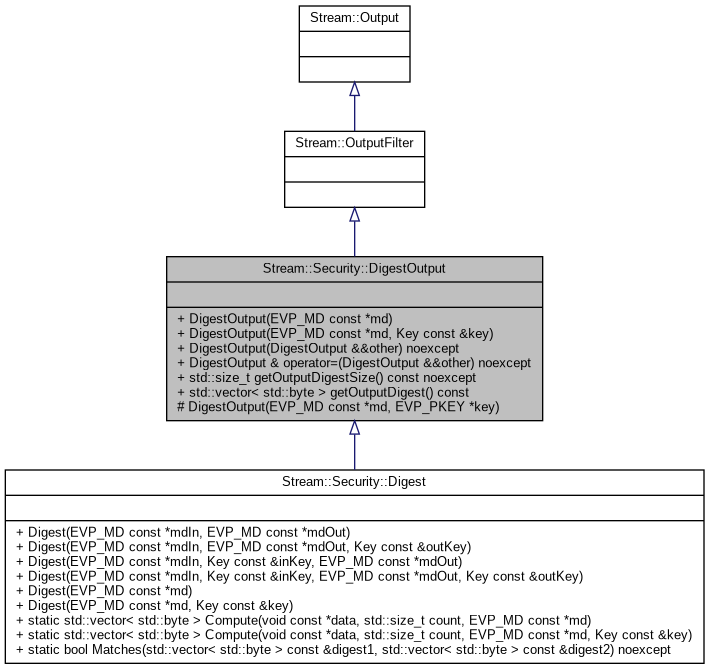 Stream::Output
Stream::OutputFilter
Stream::Security::DigestOutput
+ DigestOutput(EVP_MD const *md)
+ DigestOutput(EVP_MD const *md, Key const &key)
+ DigestOutput(DigestOutput &&other) noexcept
+ DigestOutput & operator=(DigestOutput &&other) noexcept
+ std::size_t getOutputDigestSize() const noexcept
+ std::vector< std::byte > getOutputDigest() const
# DigestOutput(EVP_MD const *md, EVP_PKEY *key)
Stream::Security::Digest
+ Digest(EVP_MD const *mdIn, EVP_MD const *mdOut)
+ Digest(EVP_MD const *mdIn, EVP_MD const *mdOut, Key const &outKey)
+ Digest(EVP_MD const *mdIn, Key const &inKey, EVP_MD const *mdOut)
+ Digest(EVP_MD const *mdIn, Key const &inKey, EVP_MD const *mdOut, Key const &outKey)
+ Digest(EVP_MD const *md)
+ Digest(EVP_MD const *md, Key const &key)
+ static std::vector< std::byte > Compute(void const *data, std::size_t count, EVP_MD const *md)
+ static std::vector< std::byte > Compute(void const *data, std::size_t count, EVP_MD const *md, Key const &key)
+ static bool Matches(std::vector< std::byte > const &digest1, std::vector< std::byte > const &digest2) noexcept